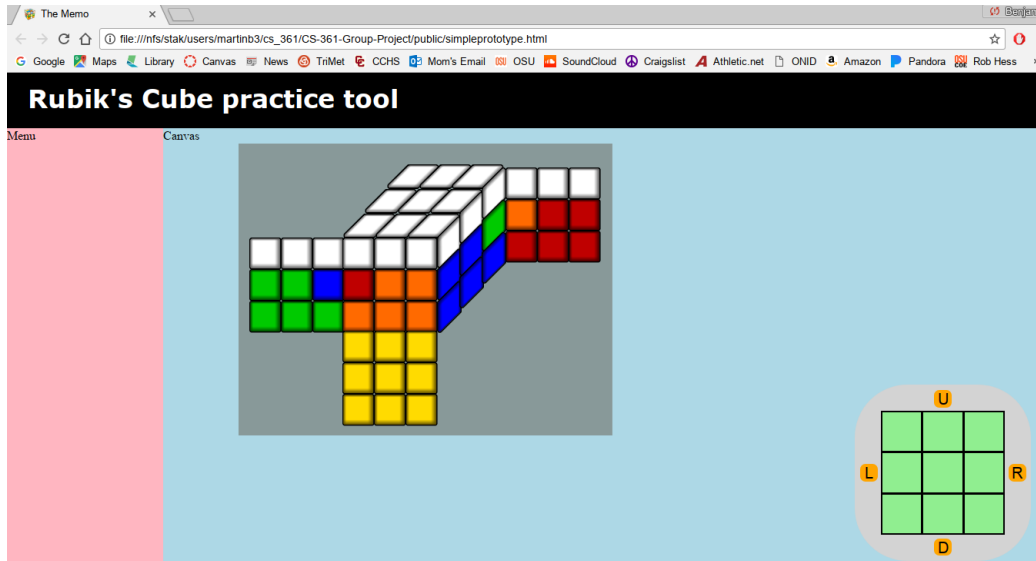 The Memo ×
Benjam
file:///nfs/stak/users/martinb3/cs_361/CS-361-Group-Project/public/simpleprototype.html
Google Maps Library Canvas News TriMet CCHS Mom's Email OSU SoundCloud Craigslist Athletic.net ONID Amazon Pandora Rob Hess
Rubik's Cube practice tool
Menu
Canvas
U
L
R
D